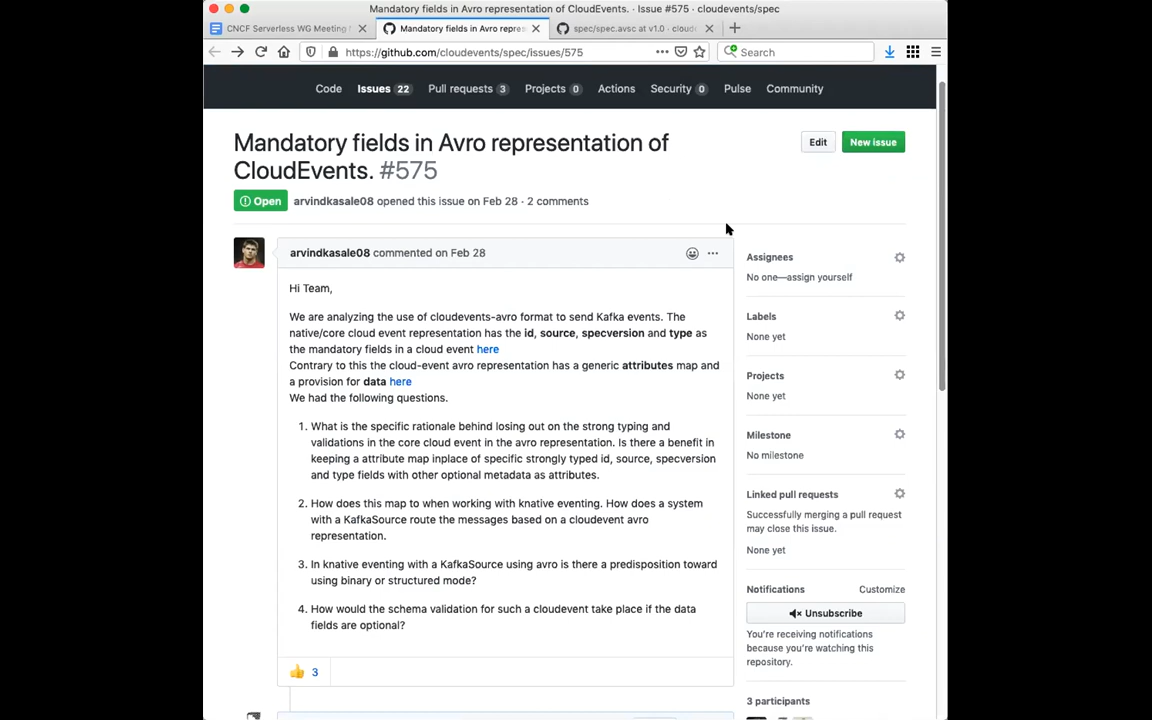 Mandatory fields in Avro representation of CloudEvents. · Issue #575 · cloudevents/spec
CNCF Serverless WG Meeting
Mandatory fields in Avro repres
spec/spec.avsc at v1.0 · cloud
https://github.com/cloudevents/spec/issues/575
Search
Code Issues 22 Pull requests 3 Projects 0 Actions Security 0 Pulse Community
Mandatory fields in Avro representation of
CloudEvents. #575
Edit New issue
Open arvindkasale08 opened this issue on Feb 28 · 2 comments
arvindkasale08 commented on Feb 28
Hi Team,
We are analyzing the use of cloudevents-avro format to send Kafka events. The
native/core cloud event representation has the id, source, specversion and type as
the mandatory fields in a cloud event here
Contrary to this the cloud-event avro representation has a generic attributes map and
a provision for data here
We had the following questions.
1. What is the specific rationale behind losing out on the strong typing and
validations in the core cloud event in the avro representation. Is there a benefit in
keeping a attribute map inplace of specific strongly typed id, source, specversion
and type fields with other optional metadata as attributes.
2. How does this map to when working with knative eventing. How does a system
with a KafkaSource route the messages based on a cloudevent avro
representation.
3. In knative eventing with a KafkaSource using avro is there a predisposition toward
using binary or structured mode?
4. How would the schema validation for such a cloudevent take place if the data
fields are optional?
👍 3
Assignees
No one—assign yourself
Labels
None yet
Projects
None yet
Milestone
No milestone
Linked pull requests
Successfully merging a pull request
may close this issue.
None yet
Notifications Customize
Unsubscribe
You're receiving notifications
because you're watching this
repository.
3 participants